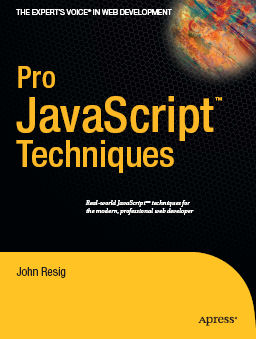 THE EXPERT'S VOICE® IN WEB DEVELOPMENT
Pro
JavaScript™
Techniques
Real-world JavaScript™ techniques for
the modern, professional web developer
John Resig
Apress®